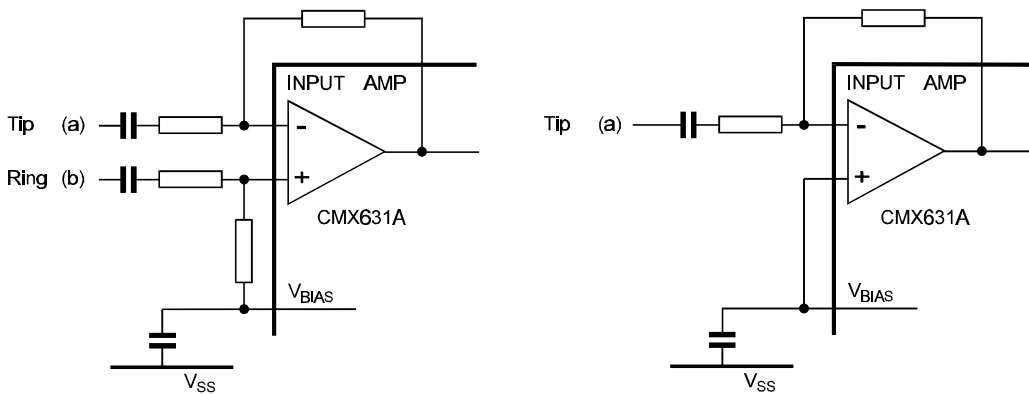 INPUT AMP
Tip (a)
-
Ring (b)
+
CMX631A
VBIAS
VSS
INPUT AMP
Tip (a)
-
+
CMX631A
VBIAS
VSS